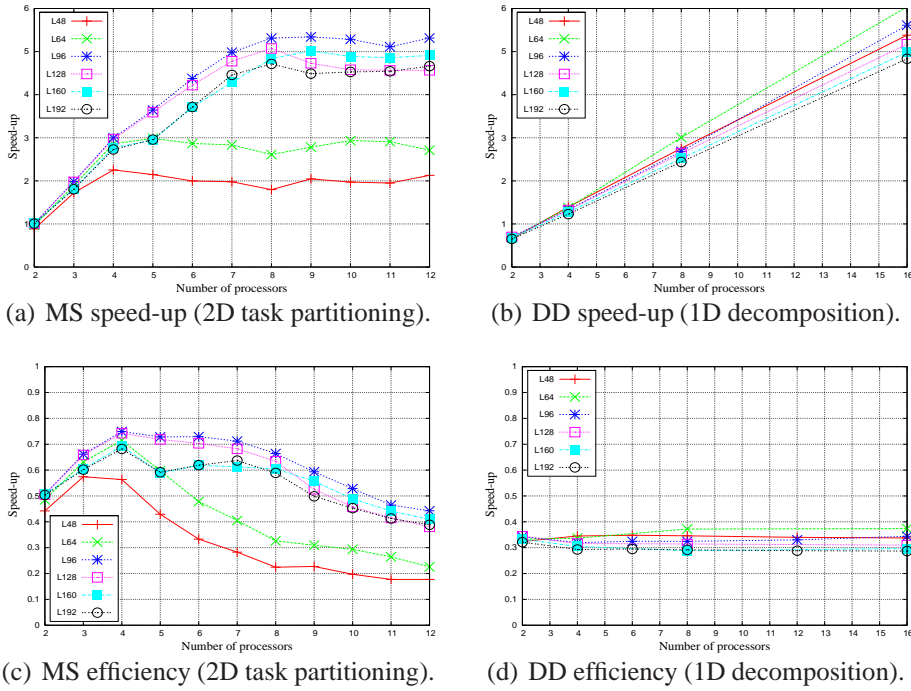 Speed-up
6
5
4
3
2
1
0
L48
L64
L96
L128
L160
L192
2 3 4 5 6 7 8 9 10 11 12
Number of processors
(a) MS speed-up (2D task partitioning).
Speed-up
6
5
4
3
2
1
0
L48
L64
L96
L128
L160
L192
2 3 4 5 6 7 8 9 10 11 12 13 14 15 16
Number of processors
(b) DD speed-up (1D decomposition).
Speed-up
1
0.9
0.8
0.7
0.6
0.5
0.4
0.3
0.2
0.1
0
L48
L64
L96
L128
L160
L192
2 3 4 5 6 7 8 9 10 11 12
Number of processors
(c) MS efficiency (2D task partitioning).
Speed-up
1
0.9
0.8
0.7
0.6
0.5
0.4
0.3
0.2
0.1
0
L48
L64
L96
L128
L160
L192
2 3 4 5 6 7 8 9 10 11 12 13 14 15 16
Number of processors
(d) DD efficiency (1D decomposition).